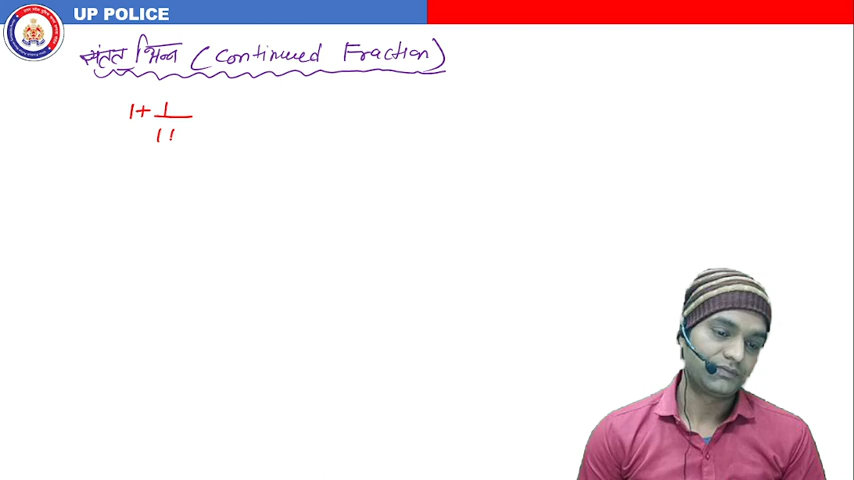 UP POLICE
संतत भिन्न (Continued Fraction)
1+ 1
11